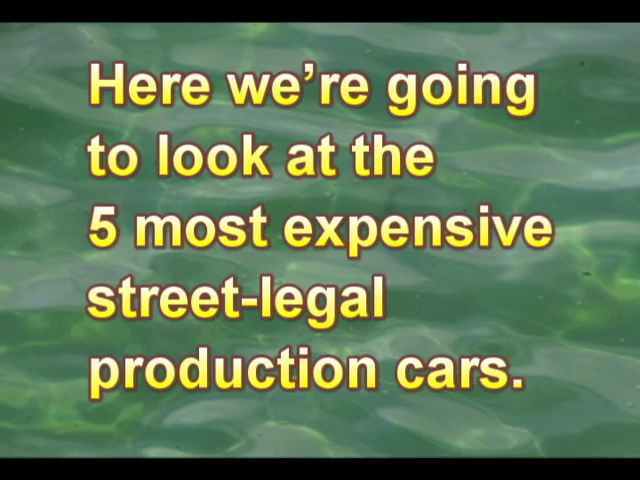 Here we’re going
to look at the
5 most expensive
street-legal
production cars.